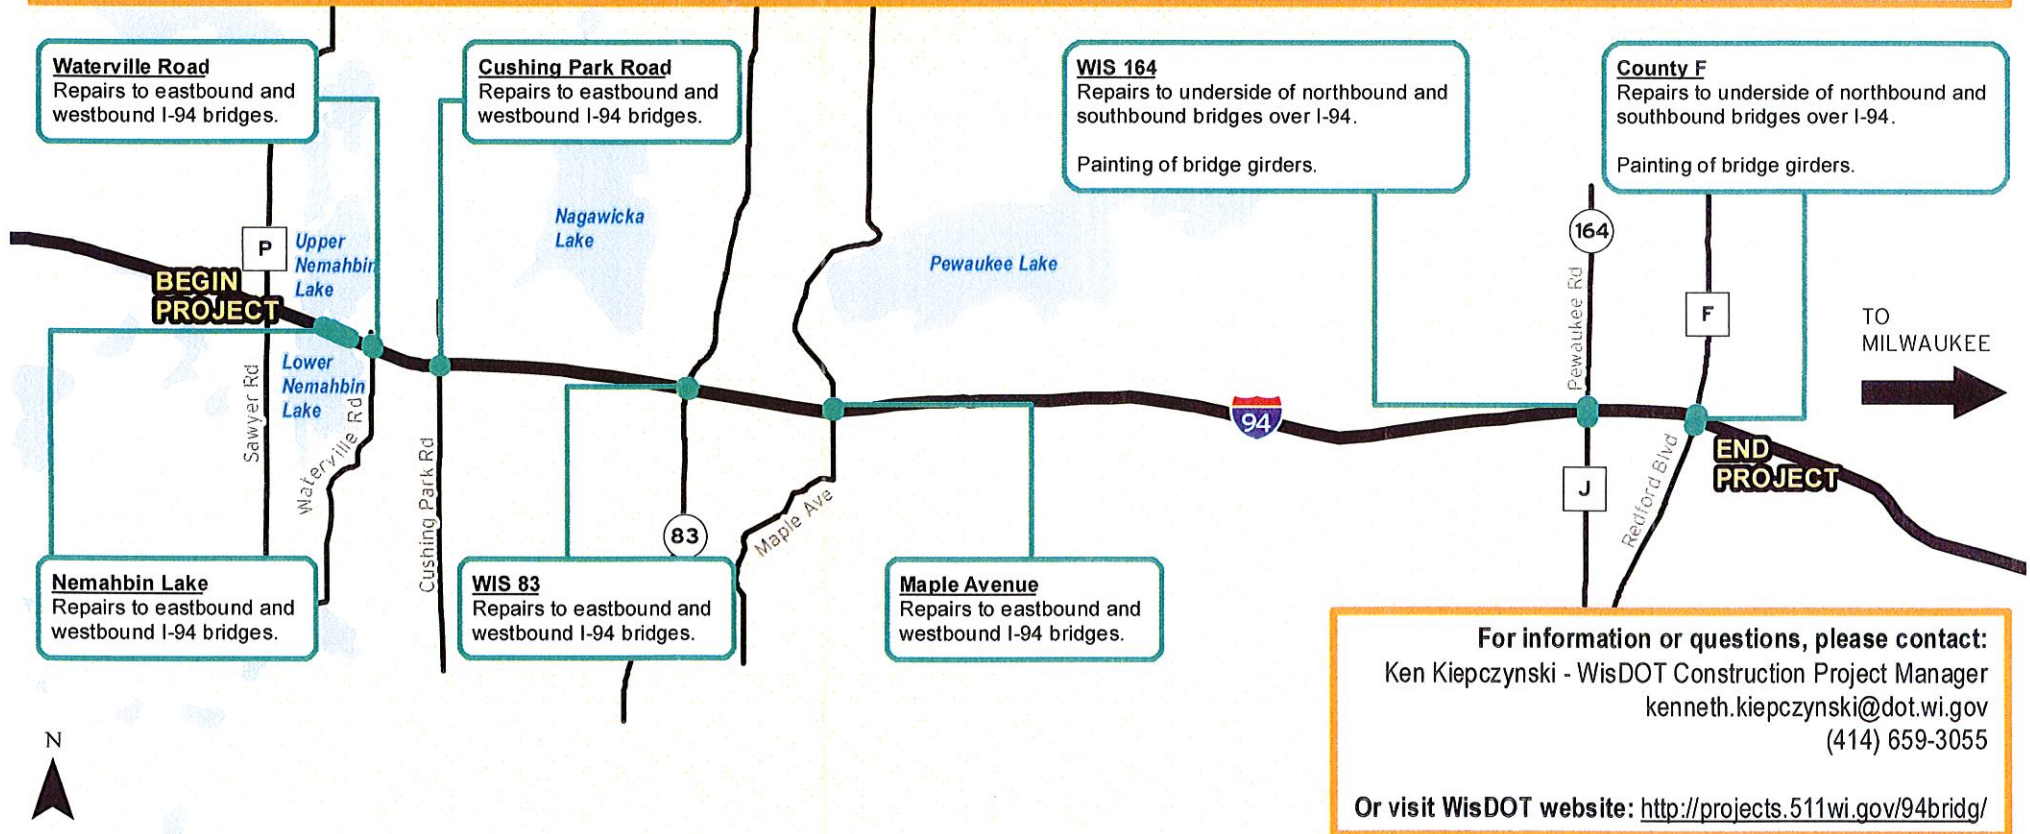 Waterville Road
Repairs to eastbound and
westbound I-94 bridges.
Cushing Park Road
Repairs to eastbound and
westbound I-94 bridges.
WIS 164
Repairs to underside of northbound and
southbound bridges over I-94.
Painting of bridge girders.
County F
Repairs to underside of northbound and
southbound bridges over I-94.
Painting of bridge girders.
P
Upper
Nemahbin
Lake
Nagawicka
Lake
Pewaukee Lake
164
F
BEGIN
PROJECT
Pewaukee Rd
TO
MILWAUKEE
Lower
Nemahbin
Lake
Sawyer Rd
Waterville Rd
Cushing Park Rd
94
END
PROJECT
J
Redford Blvd
83
Maple Ave
Nemahbin Lake
Repairs to eastbound and
westbound I-94 bridges.
WIS 83
Repairs to eastbound and
westbound I-94 bridges.
Maple Avenue
Repairs to eastbound and
westbound I-94 bridges.
For information or questions, please contact:
Ken Kiepczynski - WisDOT Construction Project Manager
kenneth.kiepczynski@dot.wi.gov
(414) 659-3055
Or visit WisDOT website: http://projects.511wi.gov/94bridg/
N